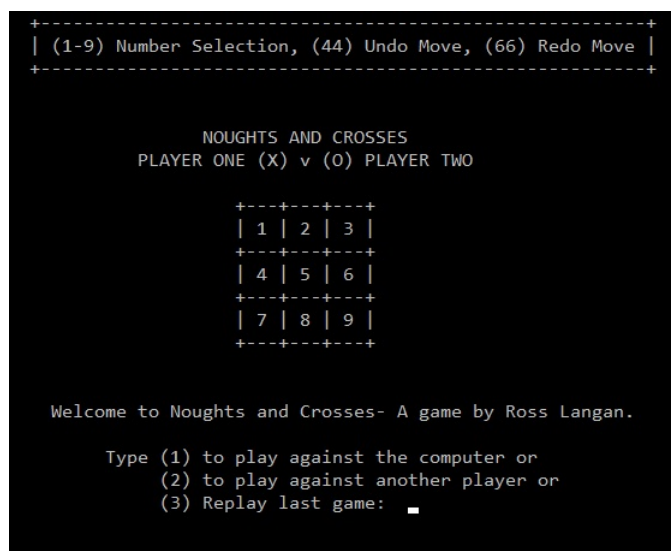 +--------------------------------------------------------+
| (1-9) Number Selection, (44) Undo Move, (66) Redo Move |
+--------------------------------------------------------+
NOUGHTS AND CROSSES
PLAYER ONE (X) v (O) PLAYER TWO
+---+---+---+
| 1 | 2 | 3 |
+---+---+---+
| 4 | 5 | 6 |
+---+---+---+
| 7 | 8 | 9 |
+---+---+---+
Welcome to Noughts and Crosses- A game by Ross Langan.
Type (1) to play against the computer or
(2) to play against another player or
(3) Replay last game: